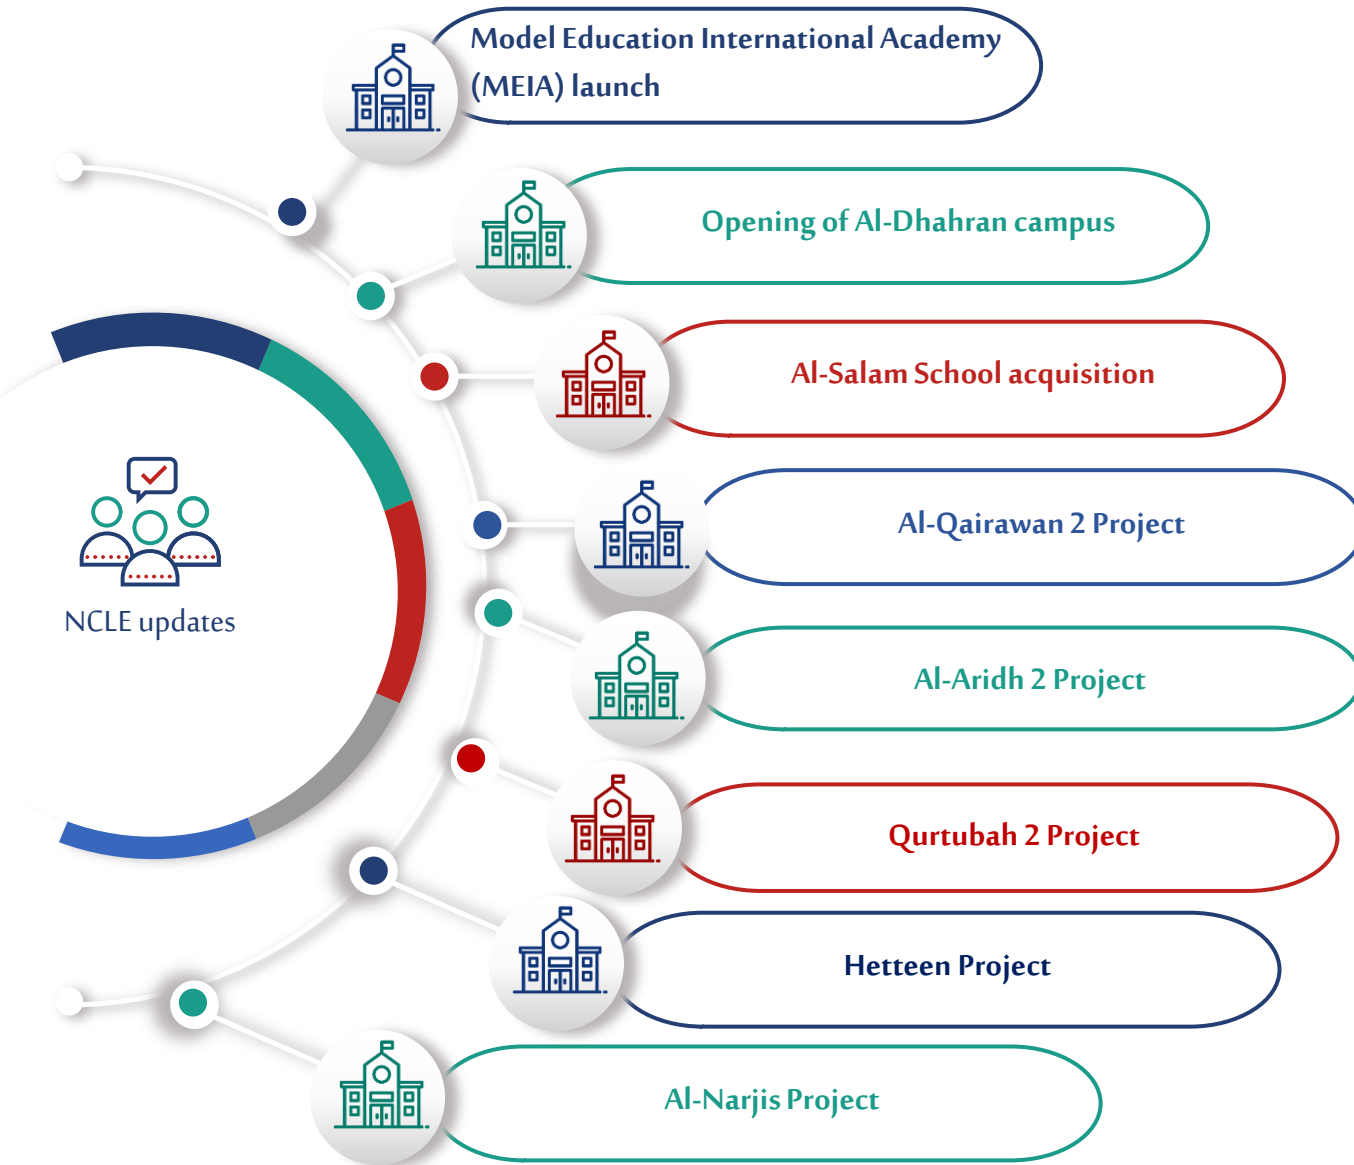 Model Education International Academy
(MEIA) launch
Opening of Al-Dhahran campus
Al-Salam School acquisition
Al-Qairawan 2 Project
NCLE updates
Al-Aridh 2 Project
Qurtubah 2 Project
Hetteen Project
Al-Narjis Project